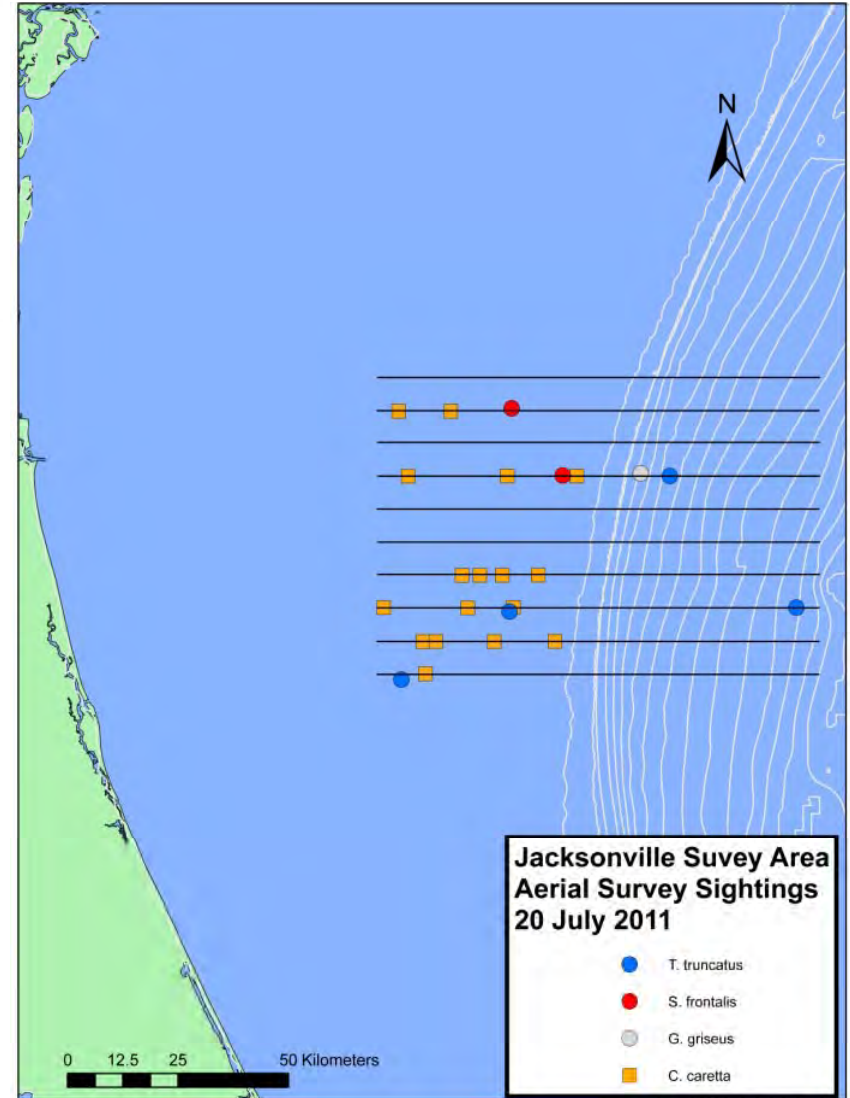 N
Jacksonville Suvey Area
Aerial Survey Sightings
20 July 2011
T. truncatus
S. frontalis
G. griseus
C. caretta
0 12.5 25 50 Kilometers